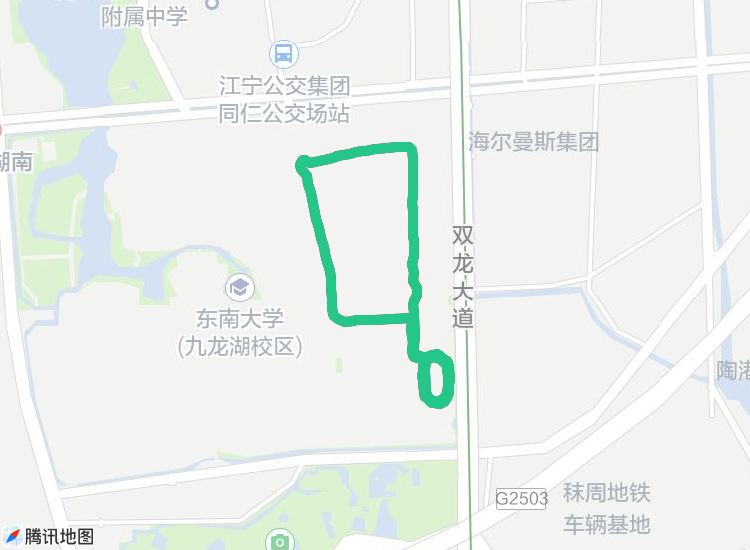 附属中学
江宁公交集团
同仁公交场站
海尔曼斯集团
湖南
双龙大道
东南大学
(九龙湖校区)
陶港
G2503
秣周地铁
车辆基地
腾讯地图